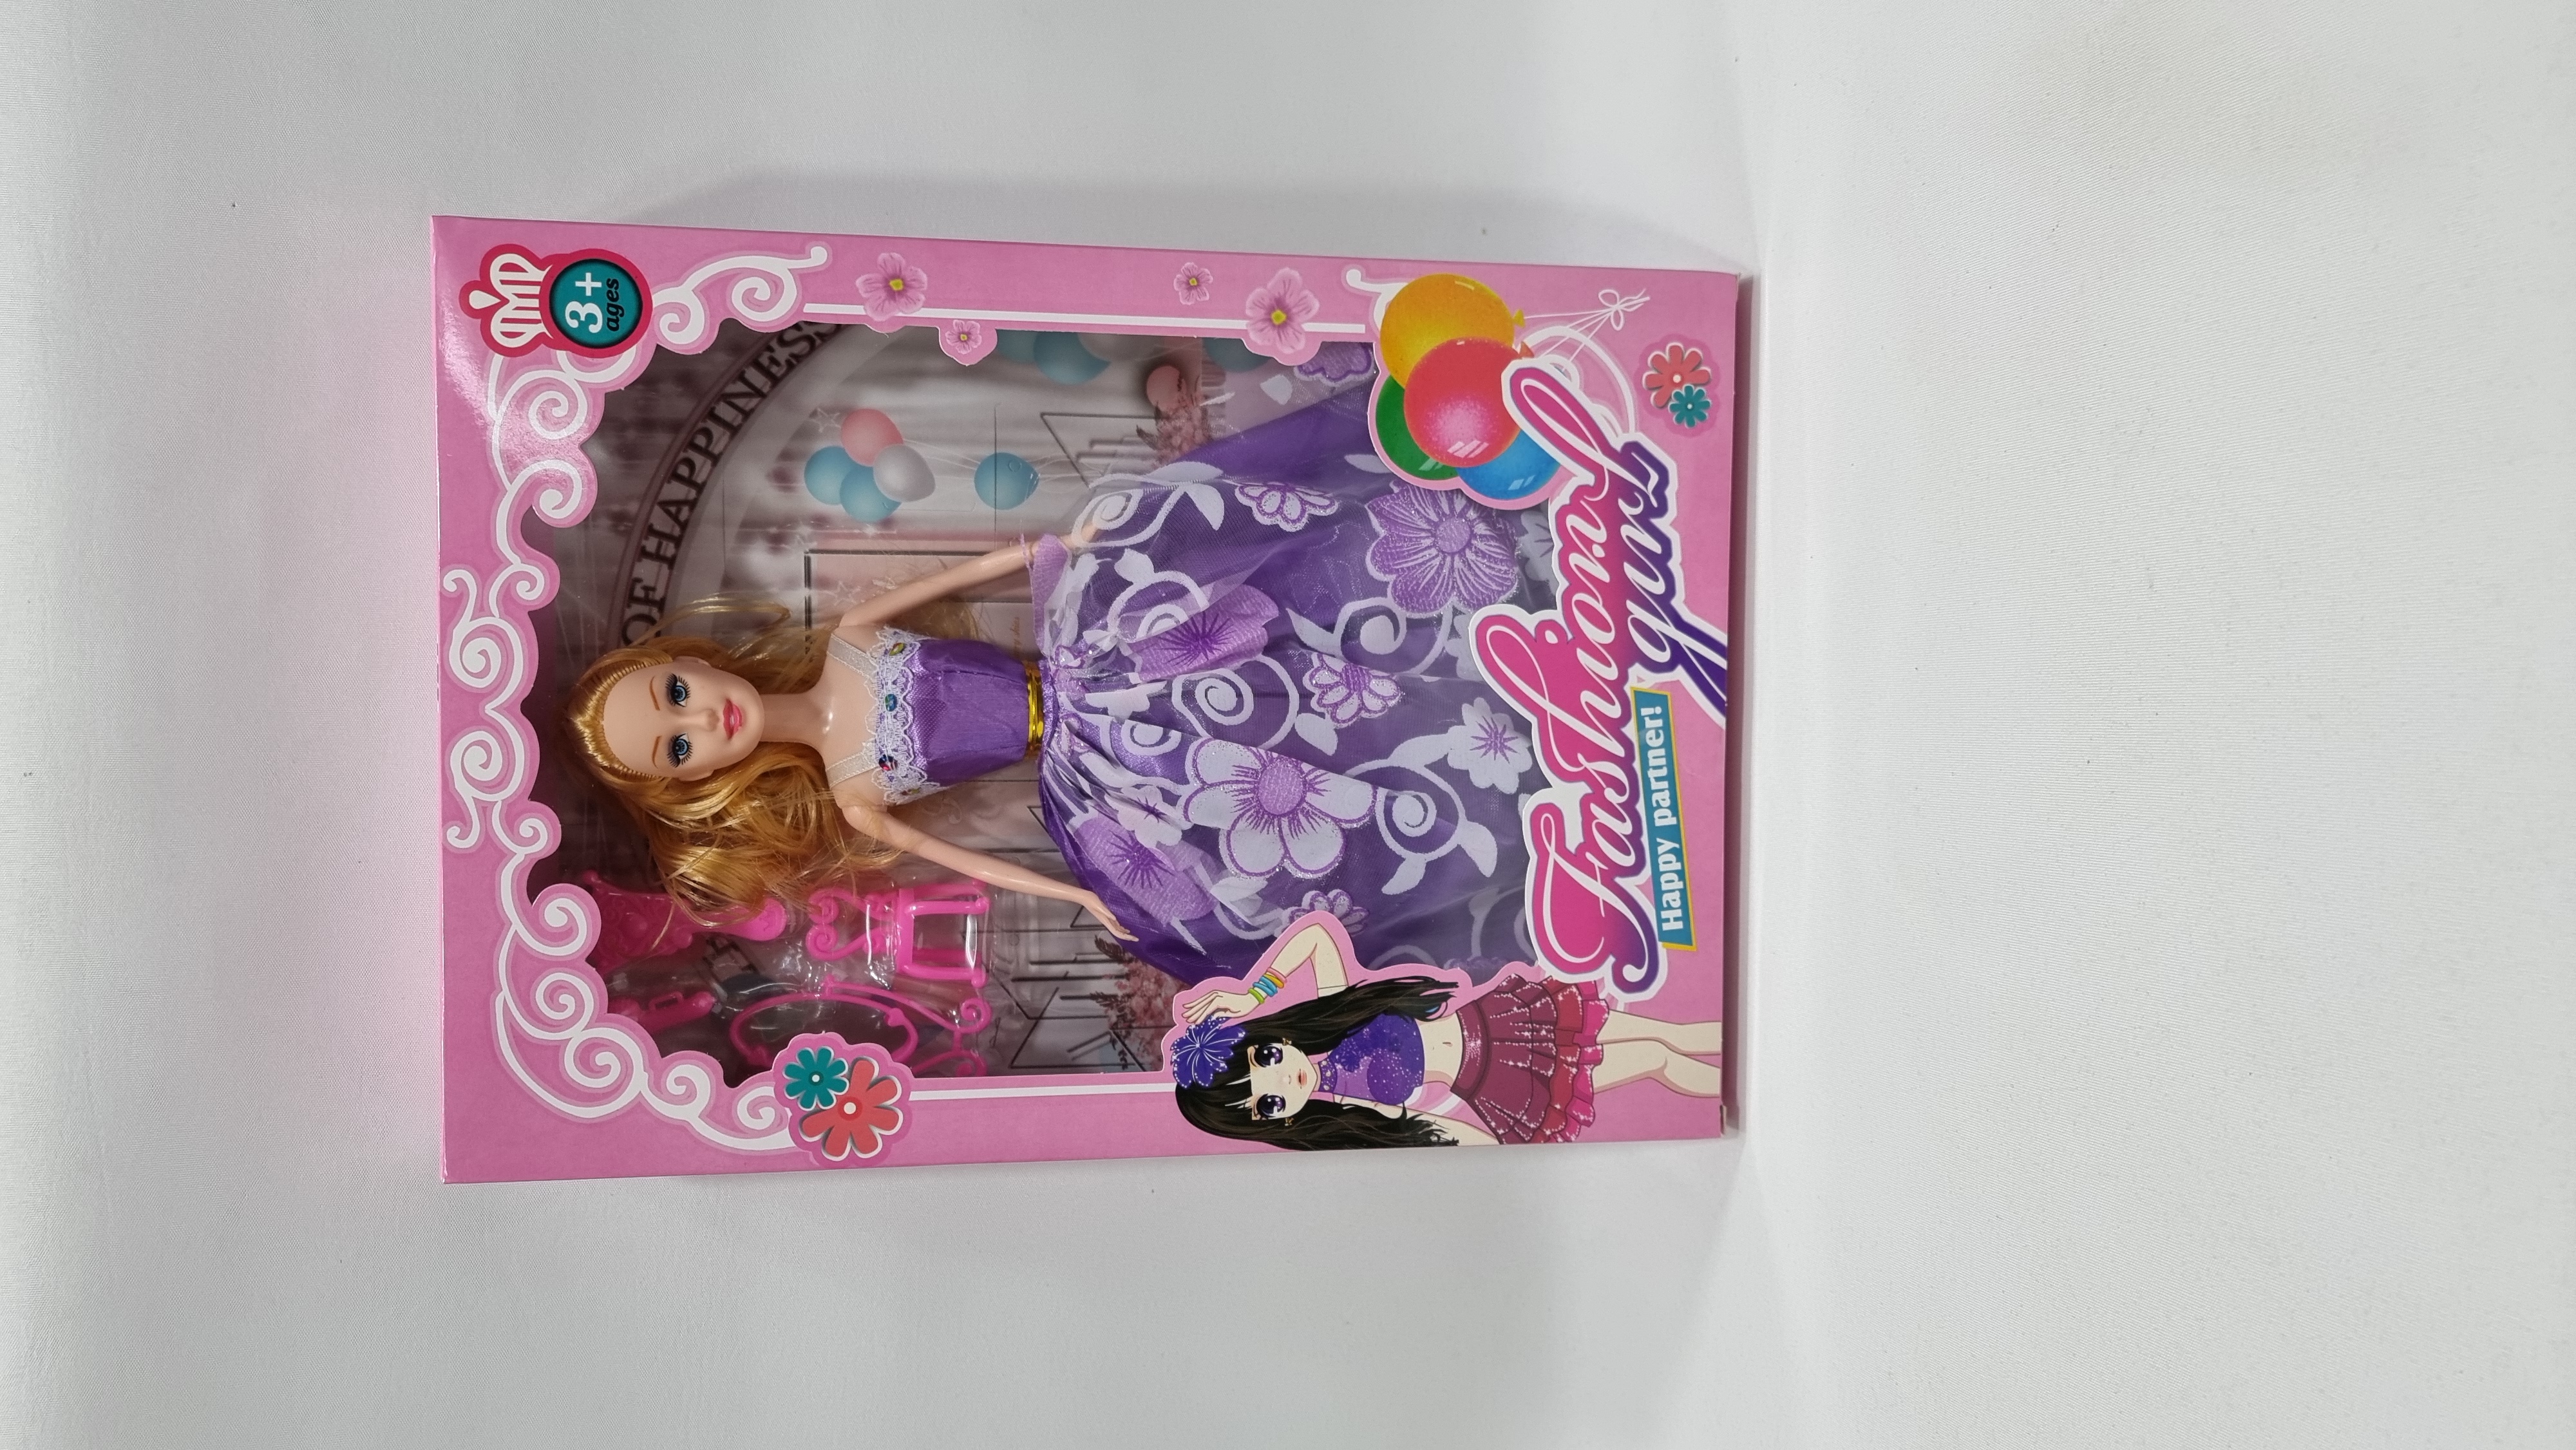 3+
ages
OF HAPPINESS
Fashion
girl
Happy partner!